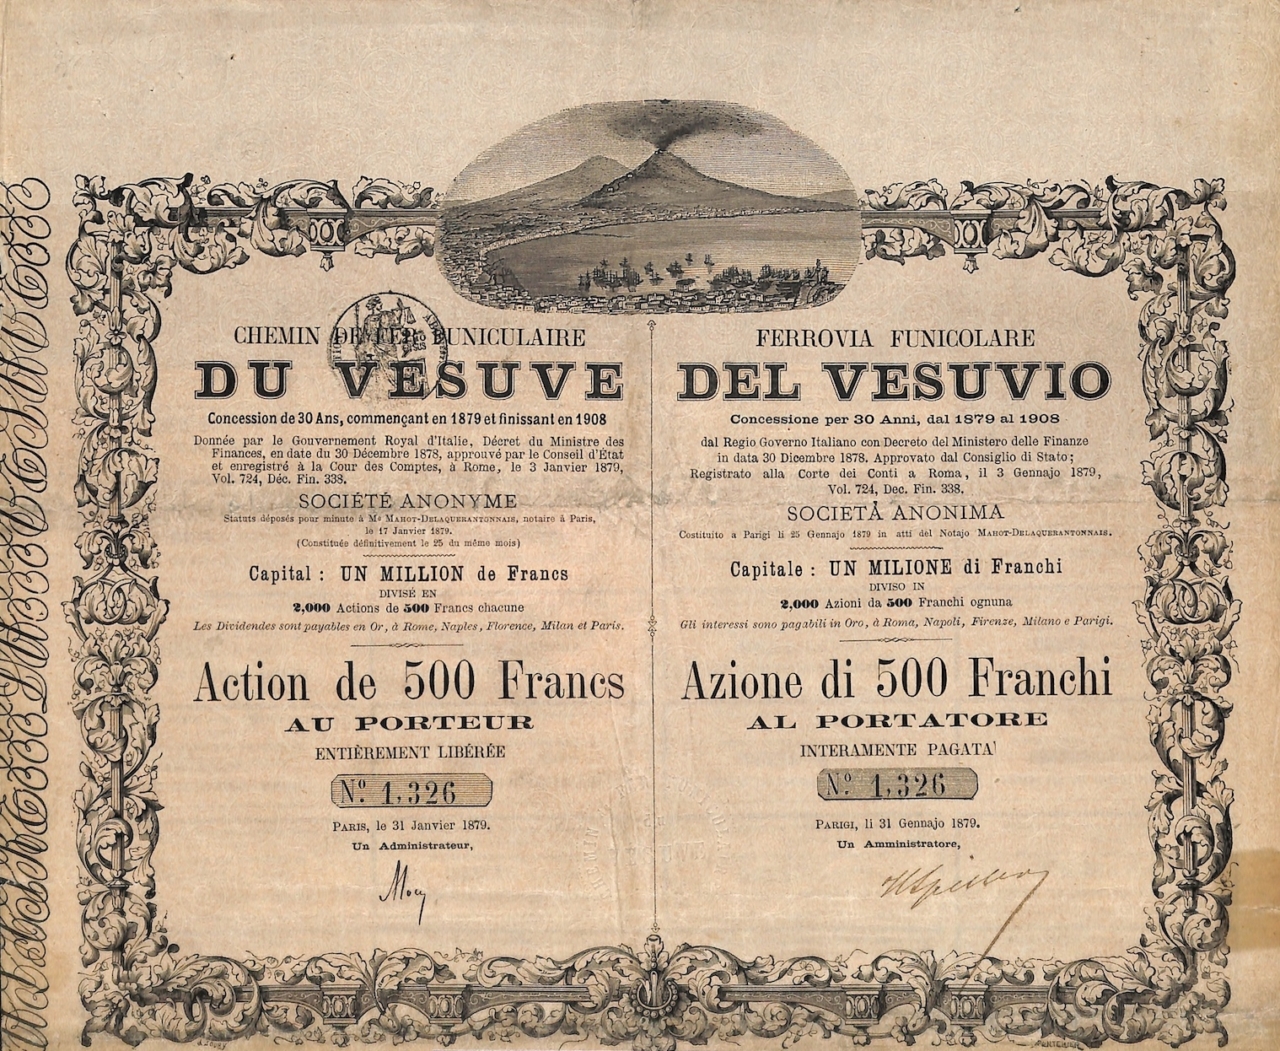 CHEMIN DE FER FUNICULAIRE
DU VÉSUVE
Concession de 30 Ans, commençant en 1879 et finissant en 1908
Donnée par le Gouvernement Royal d'Italie, Décret du Ministre des
Finances, en date du 30 Décembre 1878, approuvé par le Conseil d'État
et enregistré à la Cour des Comptes, à Rome, le 3 Janvier 1879,
Vol. 724, Déc. Fin. 338.
SOCIÉTÉ ANONYME
Statuts déposés pour minute à Me MAHOT-DELAQUERANTONNAIS, notaire à Paris,
le 17 Janvier 1879.
(Constituée définitivement le 25 du même mois)
Capital : UN MILLION de Francs
DIVISÉ EN
2,000 Actions de 500 Francs chacune
Les Dividendes sont payables en Or, à Rome, Naples, Florence, Milan et Paris.
Action de 500 Francs
AU PORTEUR
ENTIÈREMENT LIBÉRÉE
No. 1,326
PARIS, le 31 Janvier 1879.
Un Administrateur,
FERROVIA FUNICOLARE
DEL VESUVIO
Concessione per 30 Anni, dal 1879 al 1908
dal Regio Governo Italiano con Decreto del Ministero delle Finanze
in data 30 Dicembre 1878. Approvato dal Consiglio di Stato;
Registrato alla Corte dei Conti a Roma, il 3 Gennajo 1879,
Vol. 724, Dec. Fin. 338.
SOCIETÀ ANONIMA
Costituito a Parigi li 25 Gennajo 1879 in atti del Notajo MAHOT-DELAQUERANTONNAIS.
Capitale : UN MILIONE di Franchi
DIVISO IN
2,000 Azioni da 500 Franchi ognuna
Gli interessi sono pagabili in Oro, à Roma, Napoli, Firenze, Milano e Parigi.
Azione di 500 Franchi
AL PORTATORE
INTERAMENTE PAGATA'
No. 1,326
PARIGI, li 31 Gennajo 1879.
Un Amministratore,